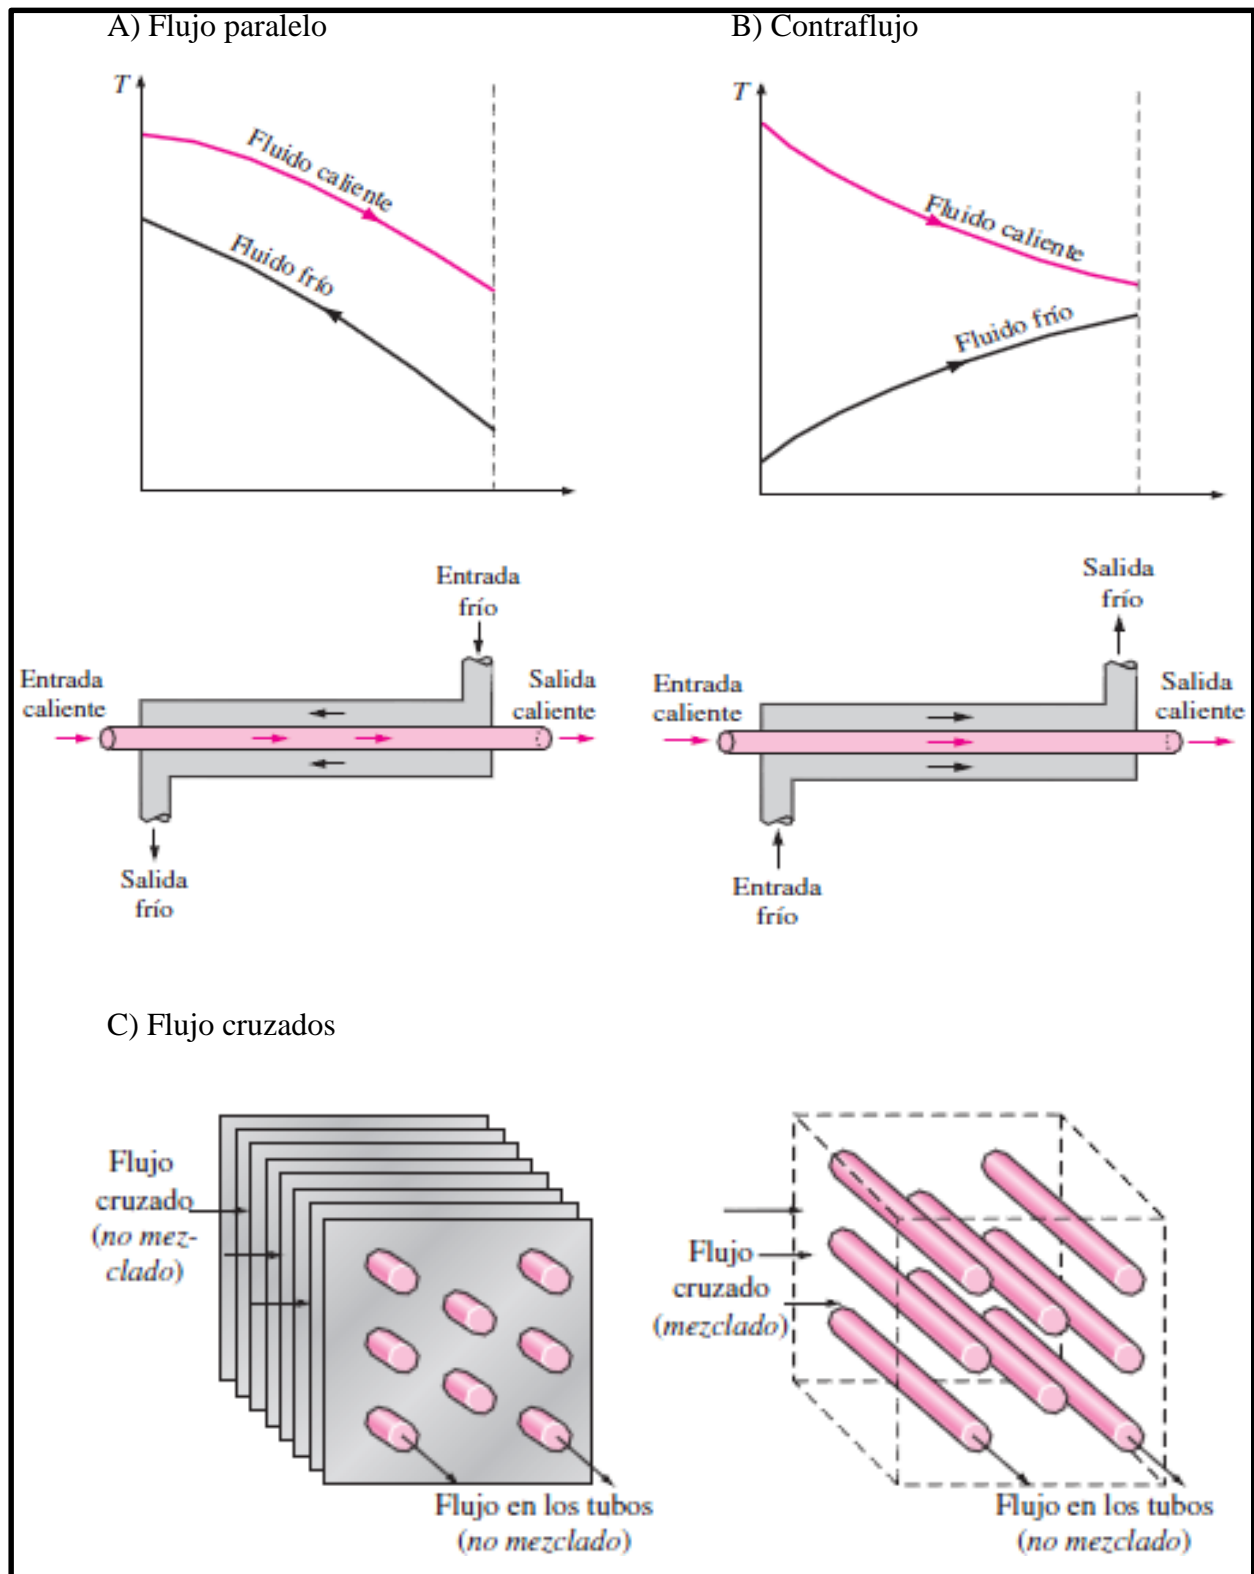 A) Flujo paralelo
B) Contraflujo
T
Fluido caliente
Fluido frío
T
Fluido caliente
Fluido frío
Entrada
frío
Entrada
caliente
Salida
caliente
Salida
frío
Salida
frío
Entrada
caliente
Salida
caliente
Entrada
frío
C) Flujo cruzados
Flujo
cruzado
(no mez-
clado)
Flujo en los tubos
(no mezclado)
Flujo
cruzado
(mezclado)
Flujo en los tubos
(no mezclado)